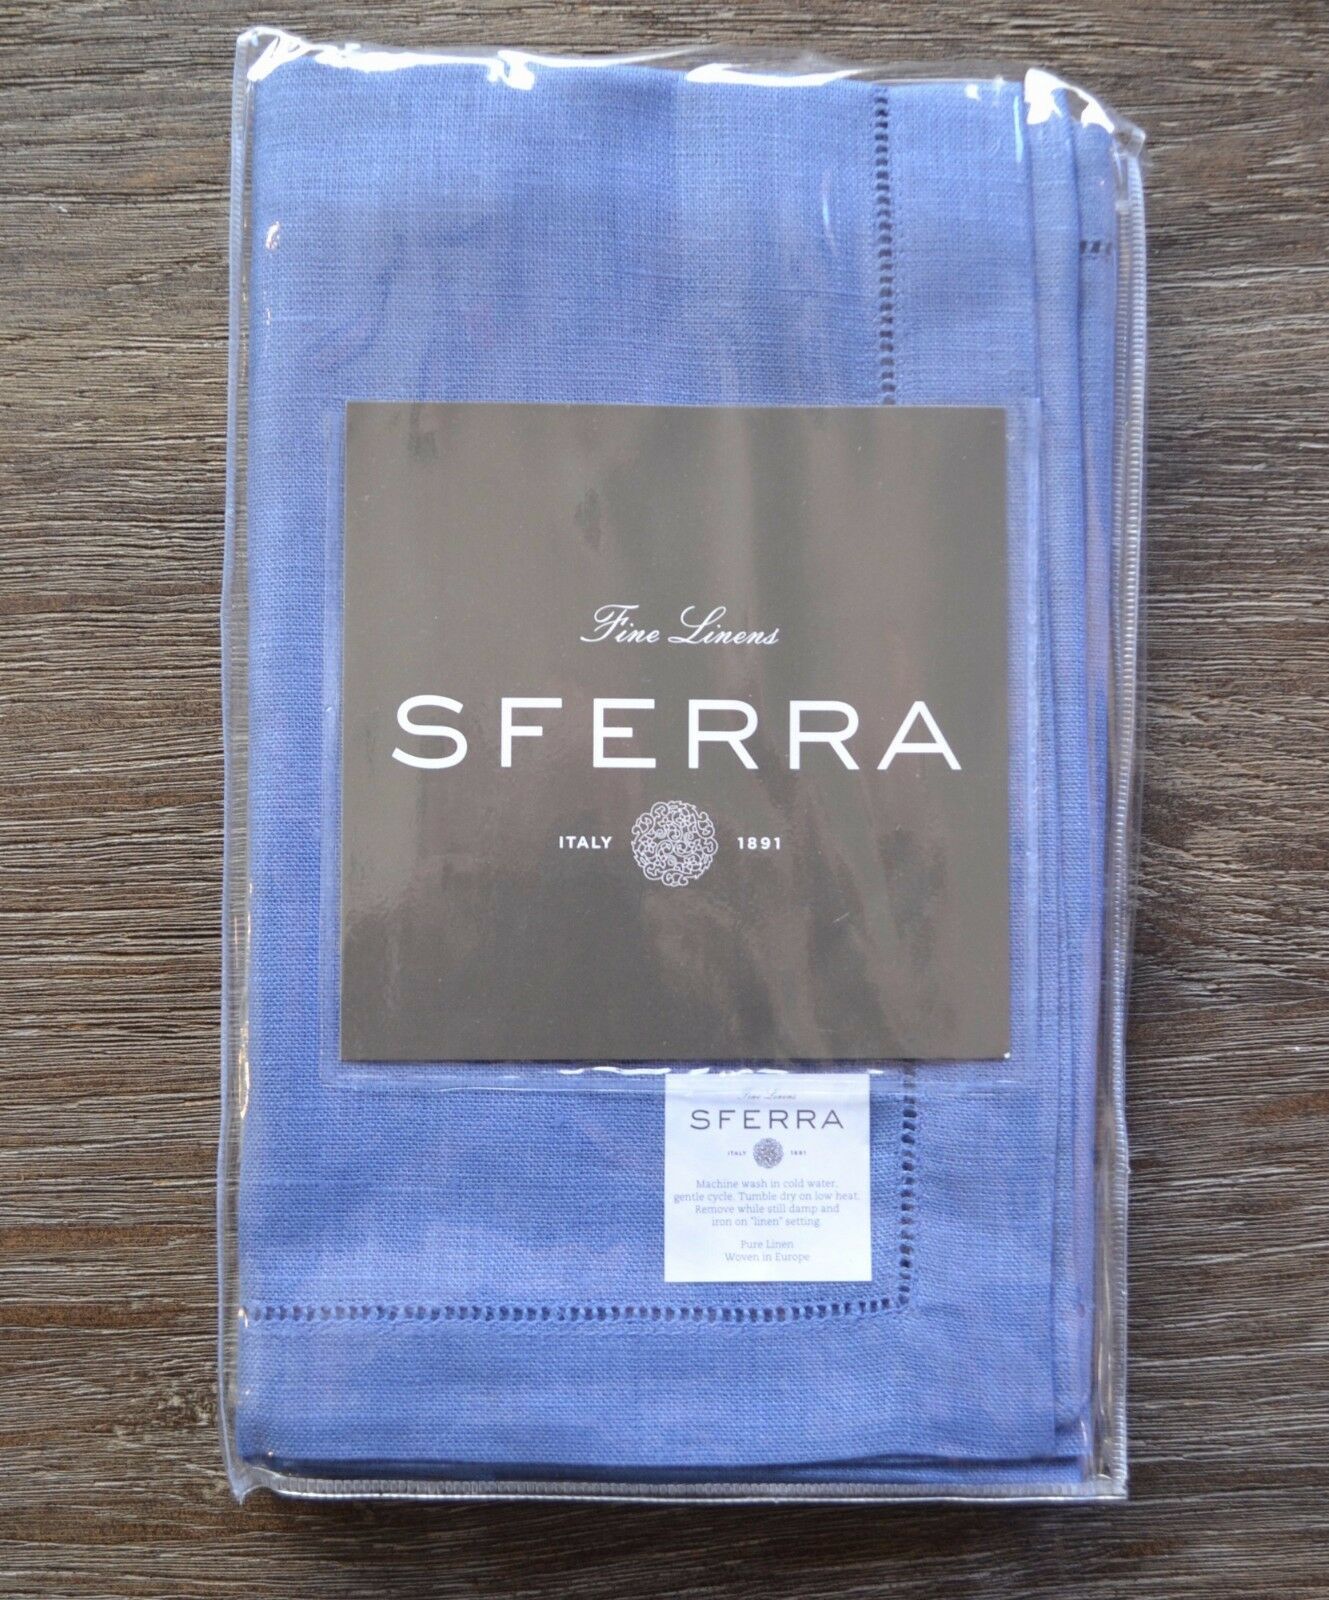 Fine Linens
SFERRA
ITALY 1891
Fine Linens
SFERRA
ITALY 1891
Machine wash in cold water,
gentle cycle. Tumble dry on low heat.
Remove while still damp and
iron on "linen" setting.
Pure Linen
Woven in Europe